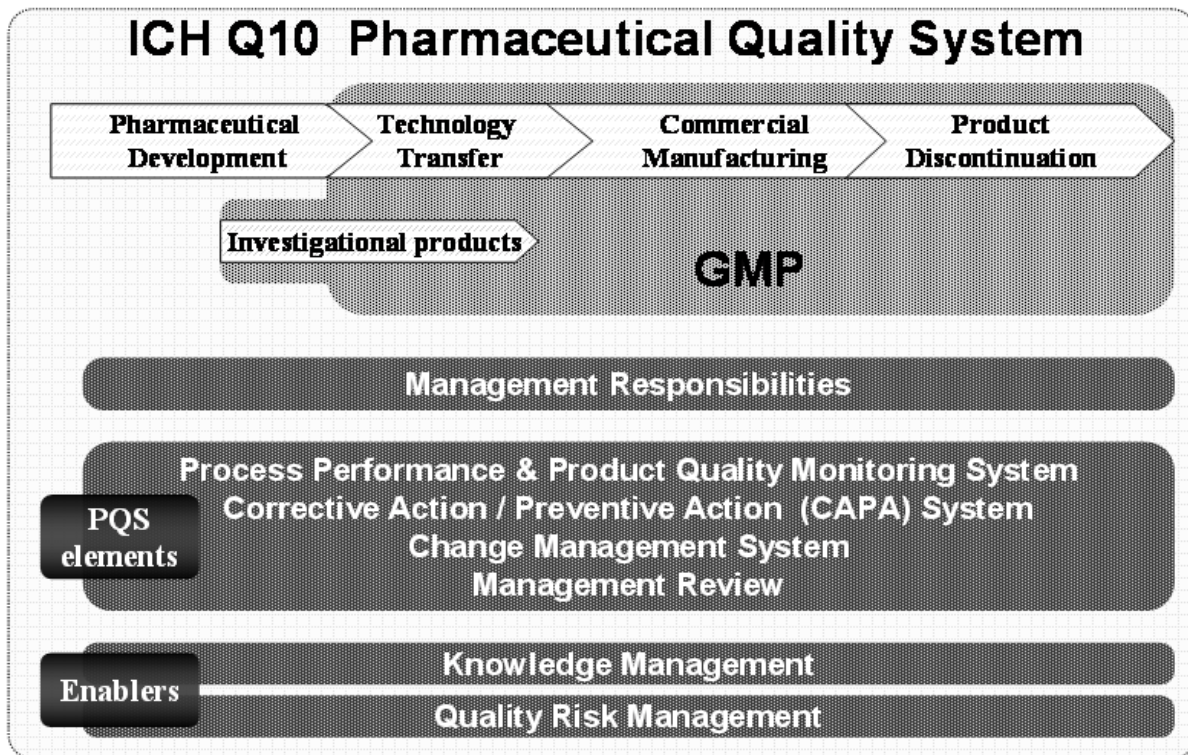 ICH Q10 Pharmaceutical Quality System
Pharmaceutical
Development
Technology
Transfer
Commercial
Manufacturing
Product
Discontinuation
Investigational products
GMP
Management Responsibilities
PQS
elements
Process Performance & Product Quality Monitoring System
Corrective Action / Preventive Action (CAPA) System
Change Management System
Management Review
Enablers
Knowledge Management
Quality Risk Management